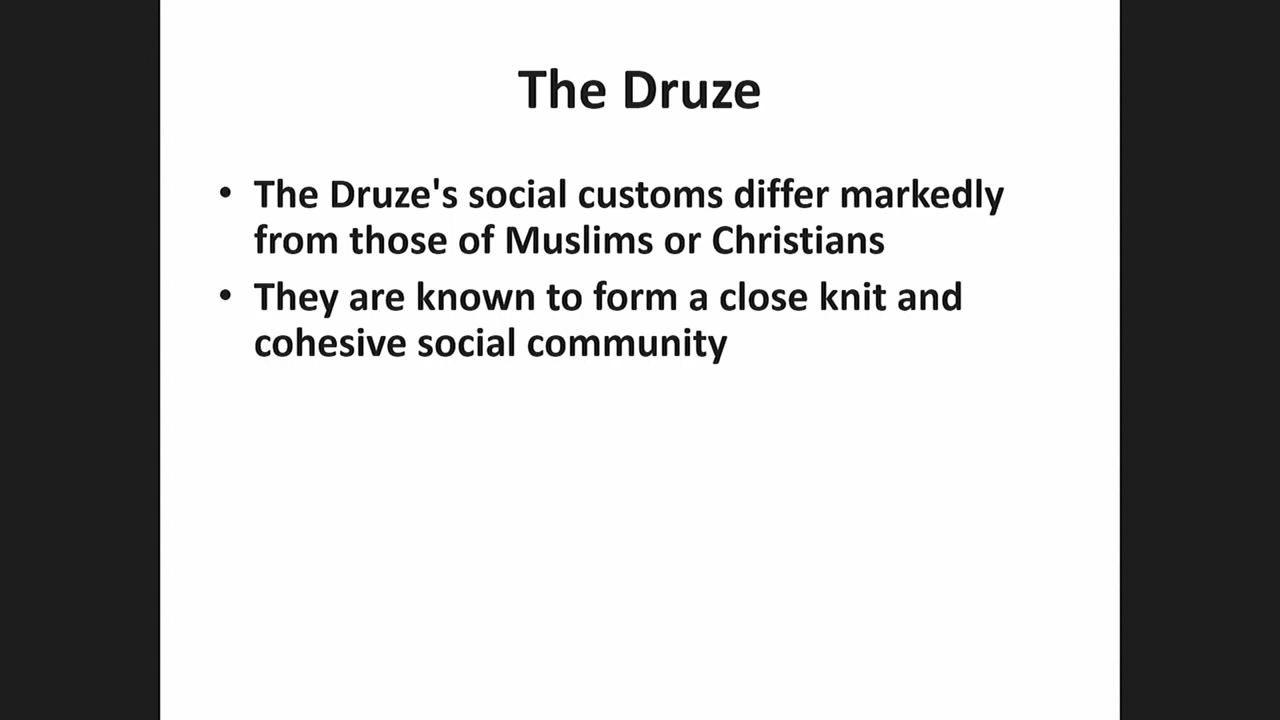 The Druze
• The Druze's social customs differ markedly
from those of Muslims or Christians
• They are known to form a close knit and
cohesive social community